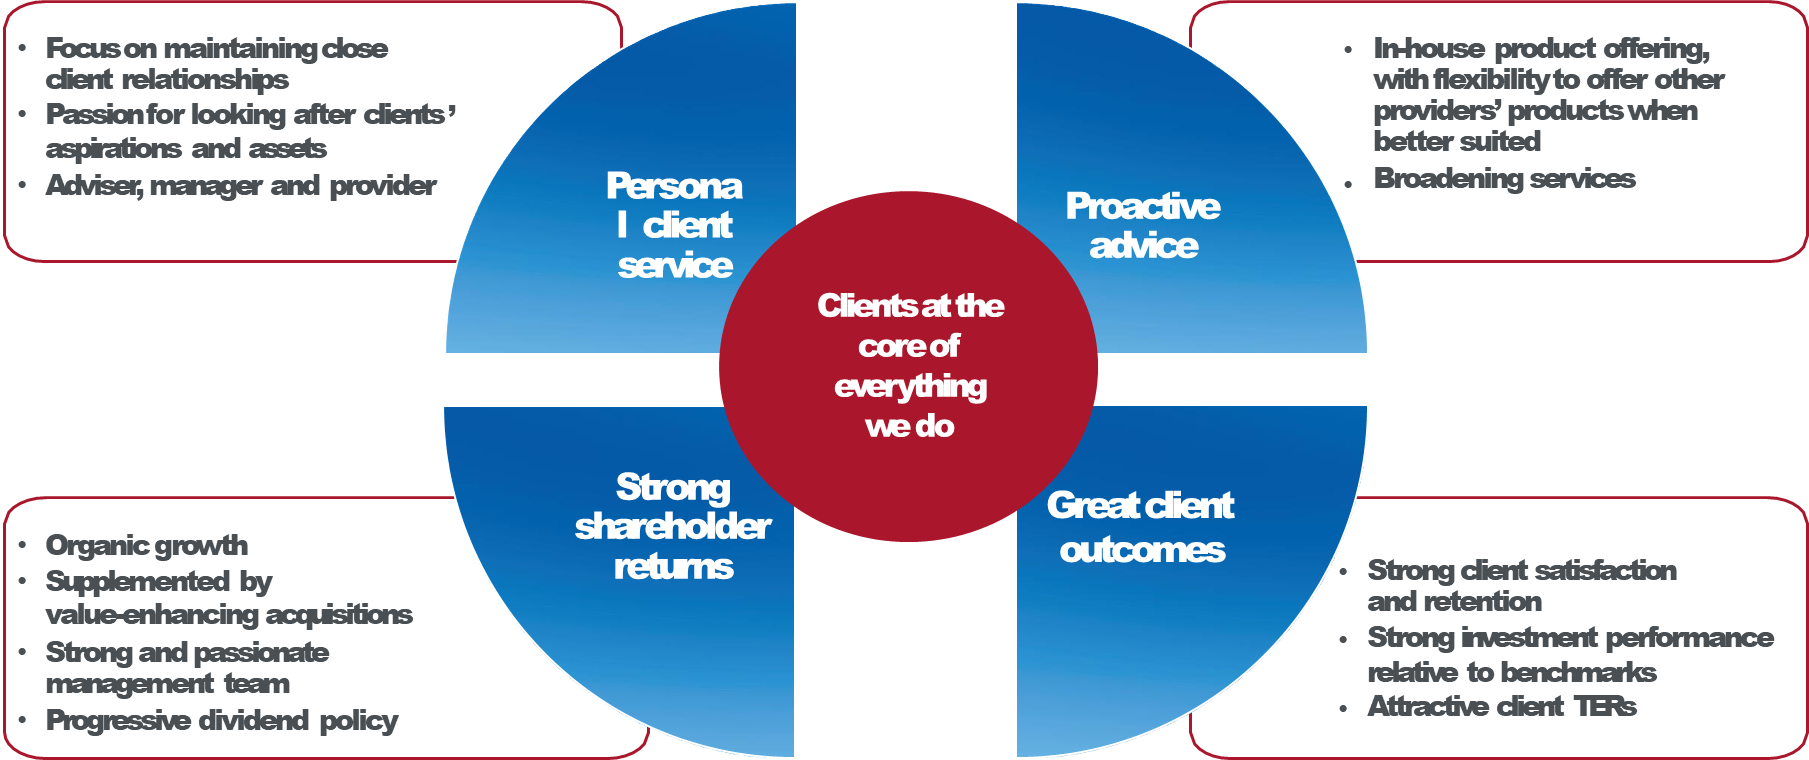 • Focus on maintaining close
client relationships
• Passion for looking after clients’
aspirations and assets
• Adviser, manager and provider
Persona
l client
service
Proactive
advice
• In-house product offering,
with flexibility to offer other
providers’ products when
better suited
• Broadening services
Clients at the
core of
everything
we do
• Organic growth
• Supplemented by
value-enhancing acquisitions
• Strong and passionate
management team
• Progressive dividend policy
Strong
shareholder
returns
Great client
outcomes
• Strong client satisfaction
and retention
• Strong investment performance
relative to benchmarks
• Attractive client TERs